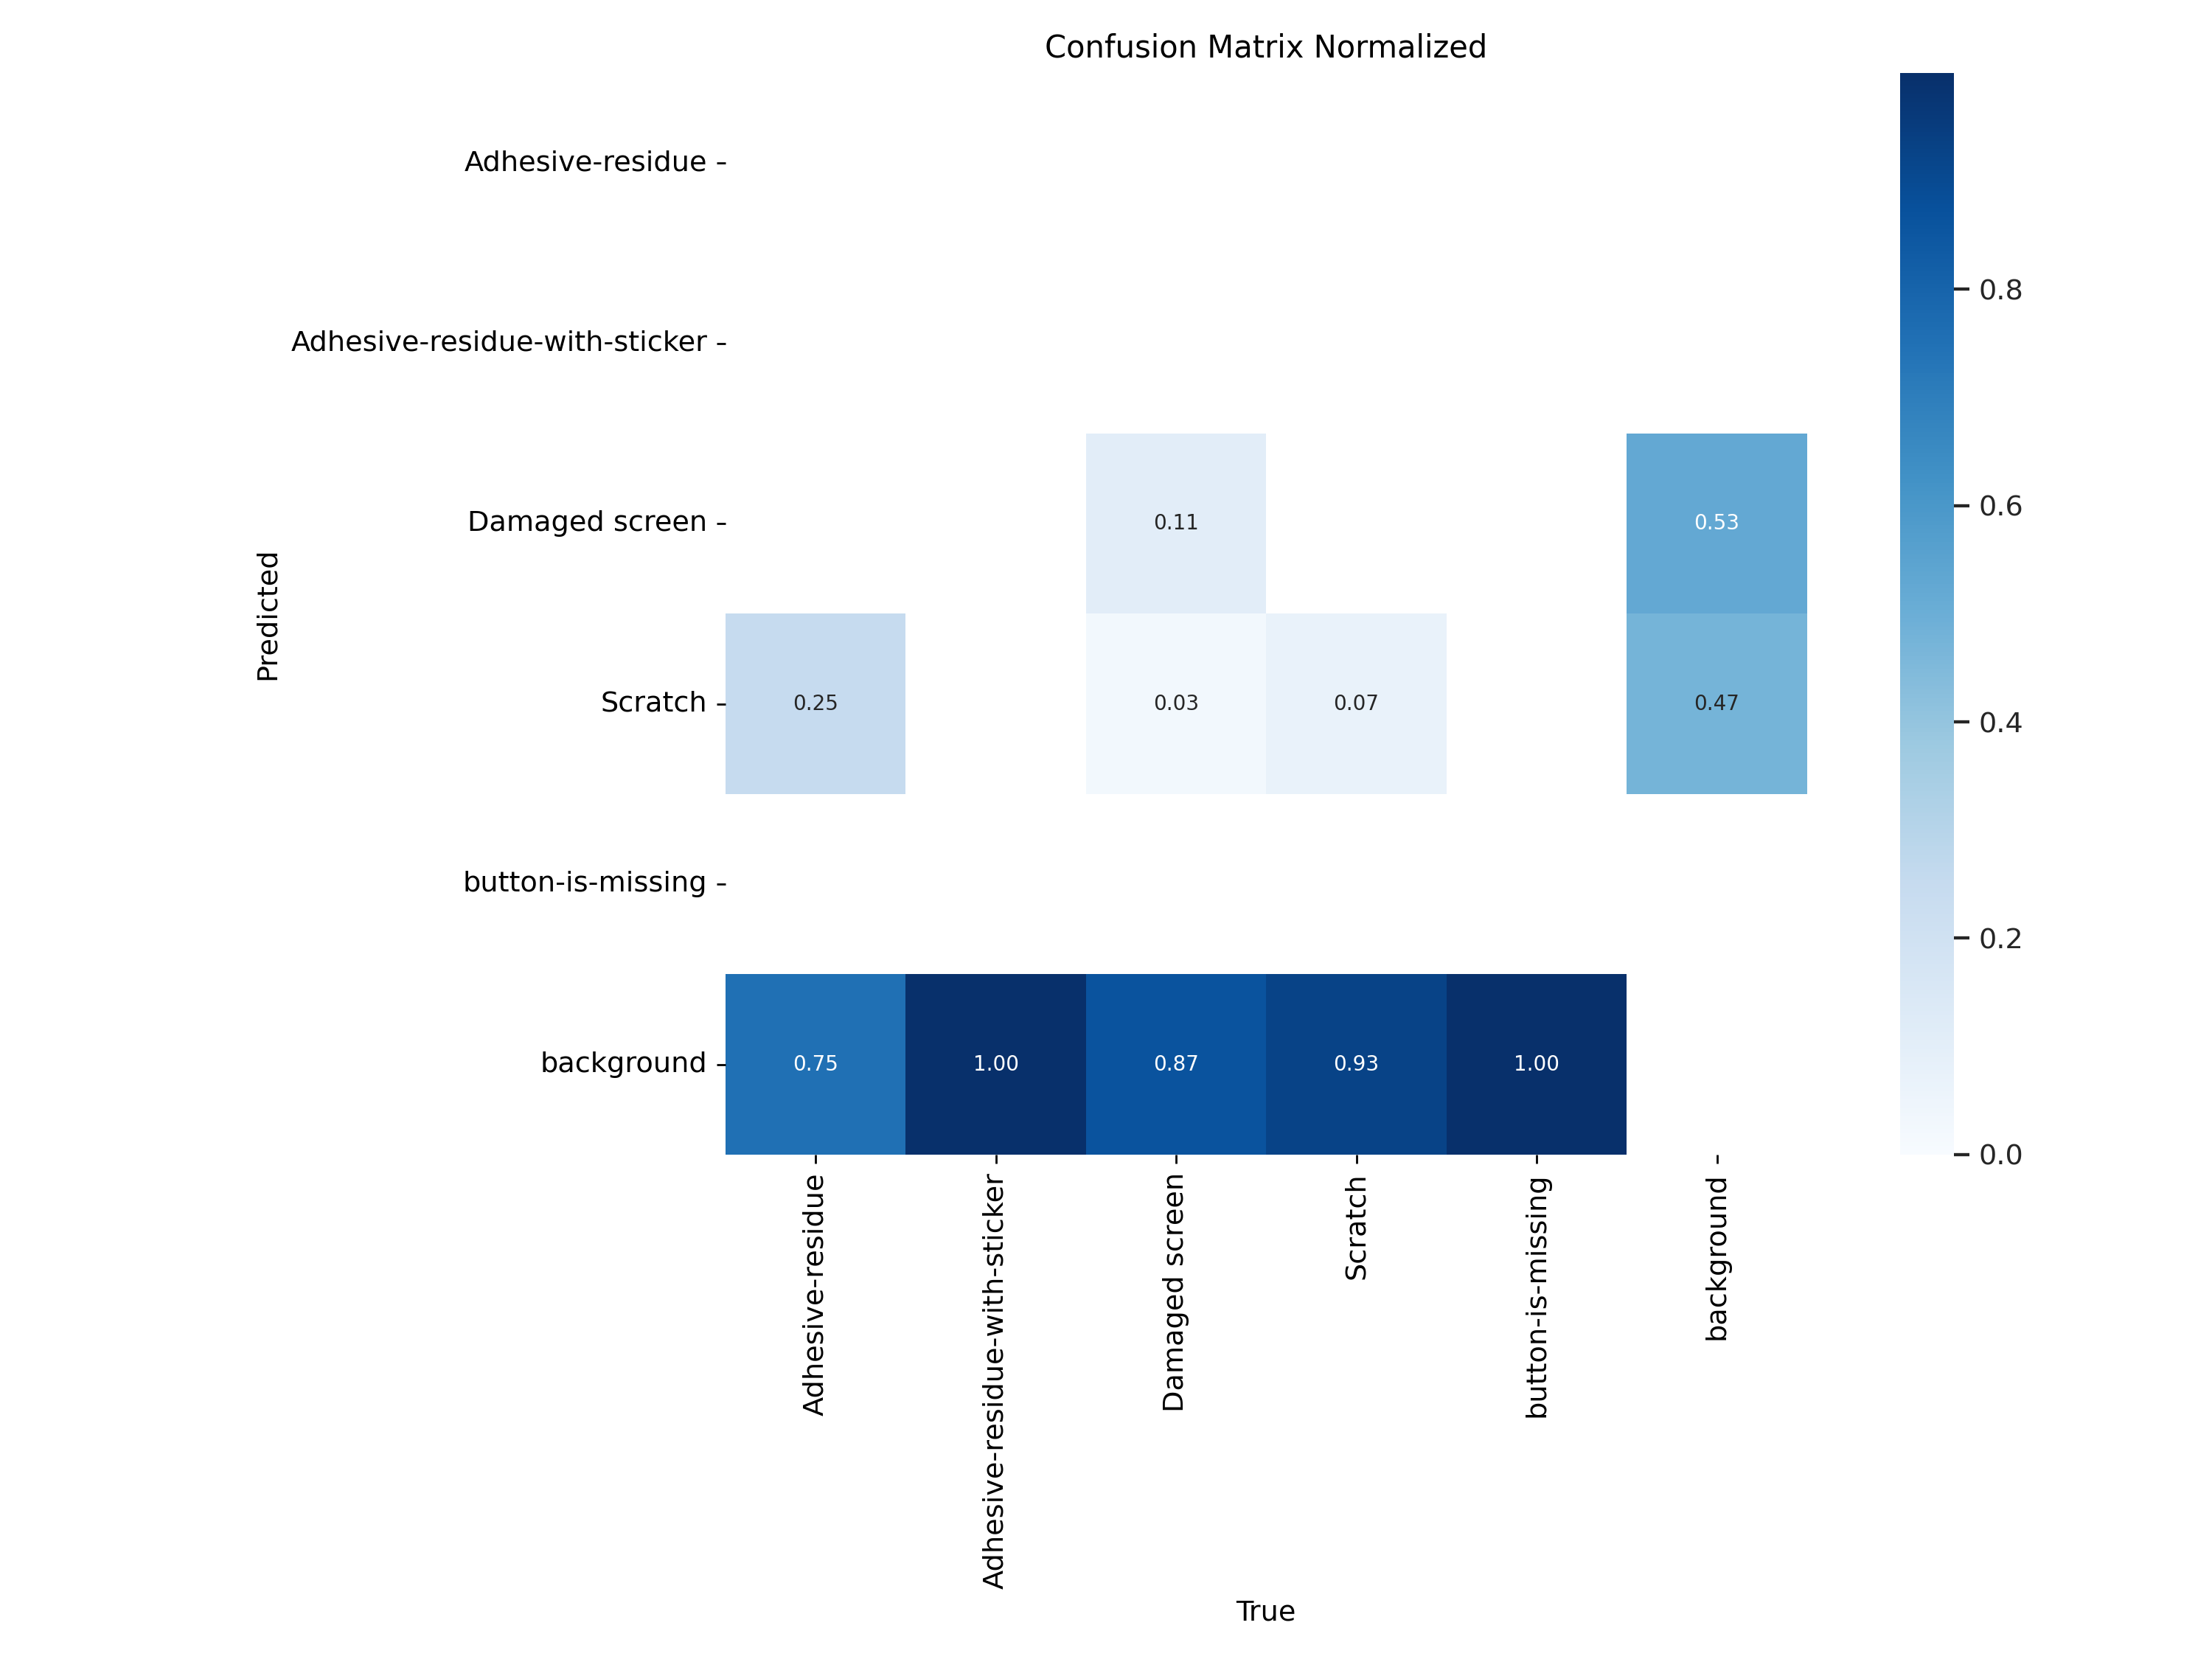 Confusion Matrix Normalized
Predicted
Adhesive-residue
Adhesive-residue-with-sticker
Damaged screen
0.11
0.53
Scratch
0.25
0.03
0.07
0.47
button-is-missing
background
0.75
1.00
0.87
0.93
1.00
Adhesive-residue
Adhesive-residue-with-sticker
Damaged screen
Scratch
button-is-missing
background
True
0.8
0.6
0.4
0.2
0.0